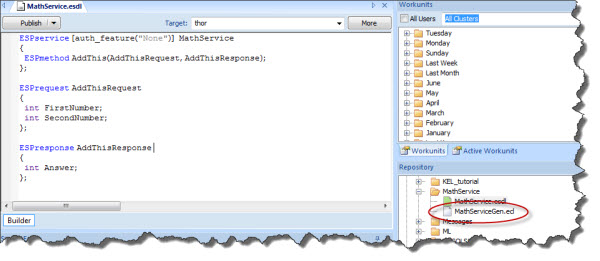 MathService.esdl
Publish
Target:
thor
More
ESPservice [auth_feature("None")] MathService
{
ESPmethod AddThis(AddThisRequest, AddThisResponse);
};
ESPrequest AddThisRequest
{
int FirstNumber;
int SecondNumber;
};
ESPresponse AddThisResponse
{
int Answer;
};
Builder
Workunits
All Users
All Clusters
Tuesday
Monday
Sunday
Last Week
Last Month
June
May
April
March
February
January
Workunits
Active Workunits
Repository
KEL_tutorial
MathService
MathService.esdl
MathServiceGen.ecl
Messages
ML